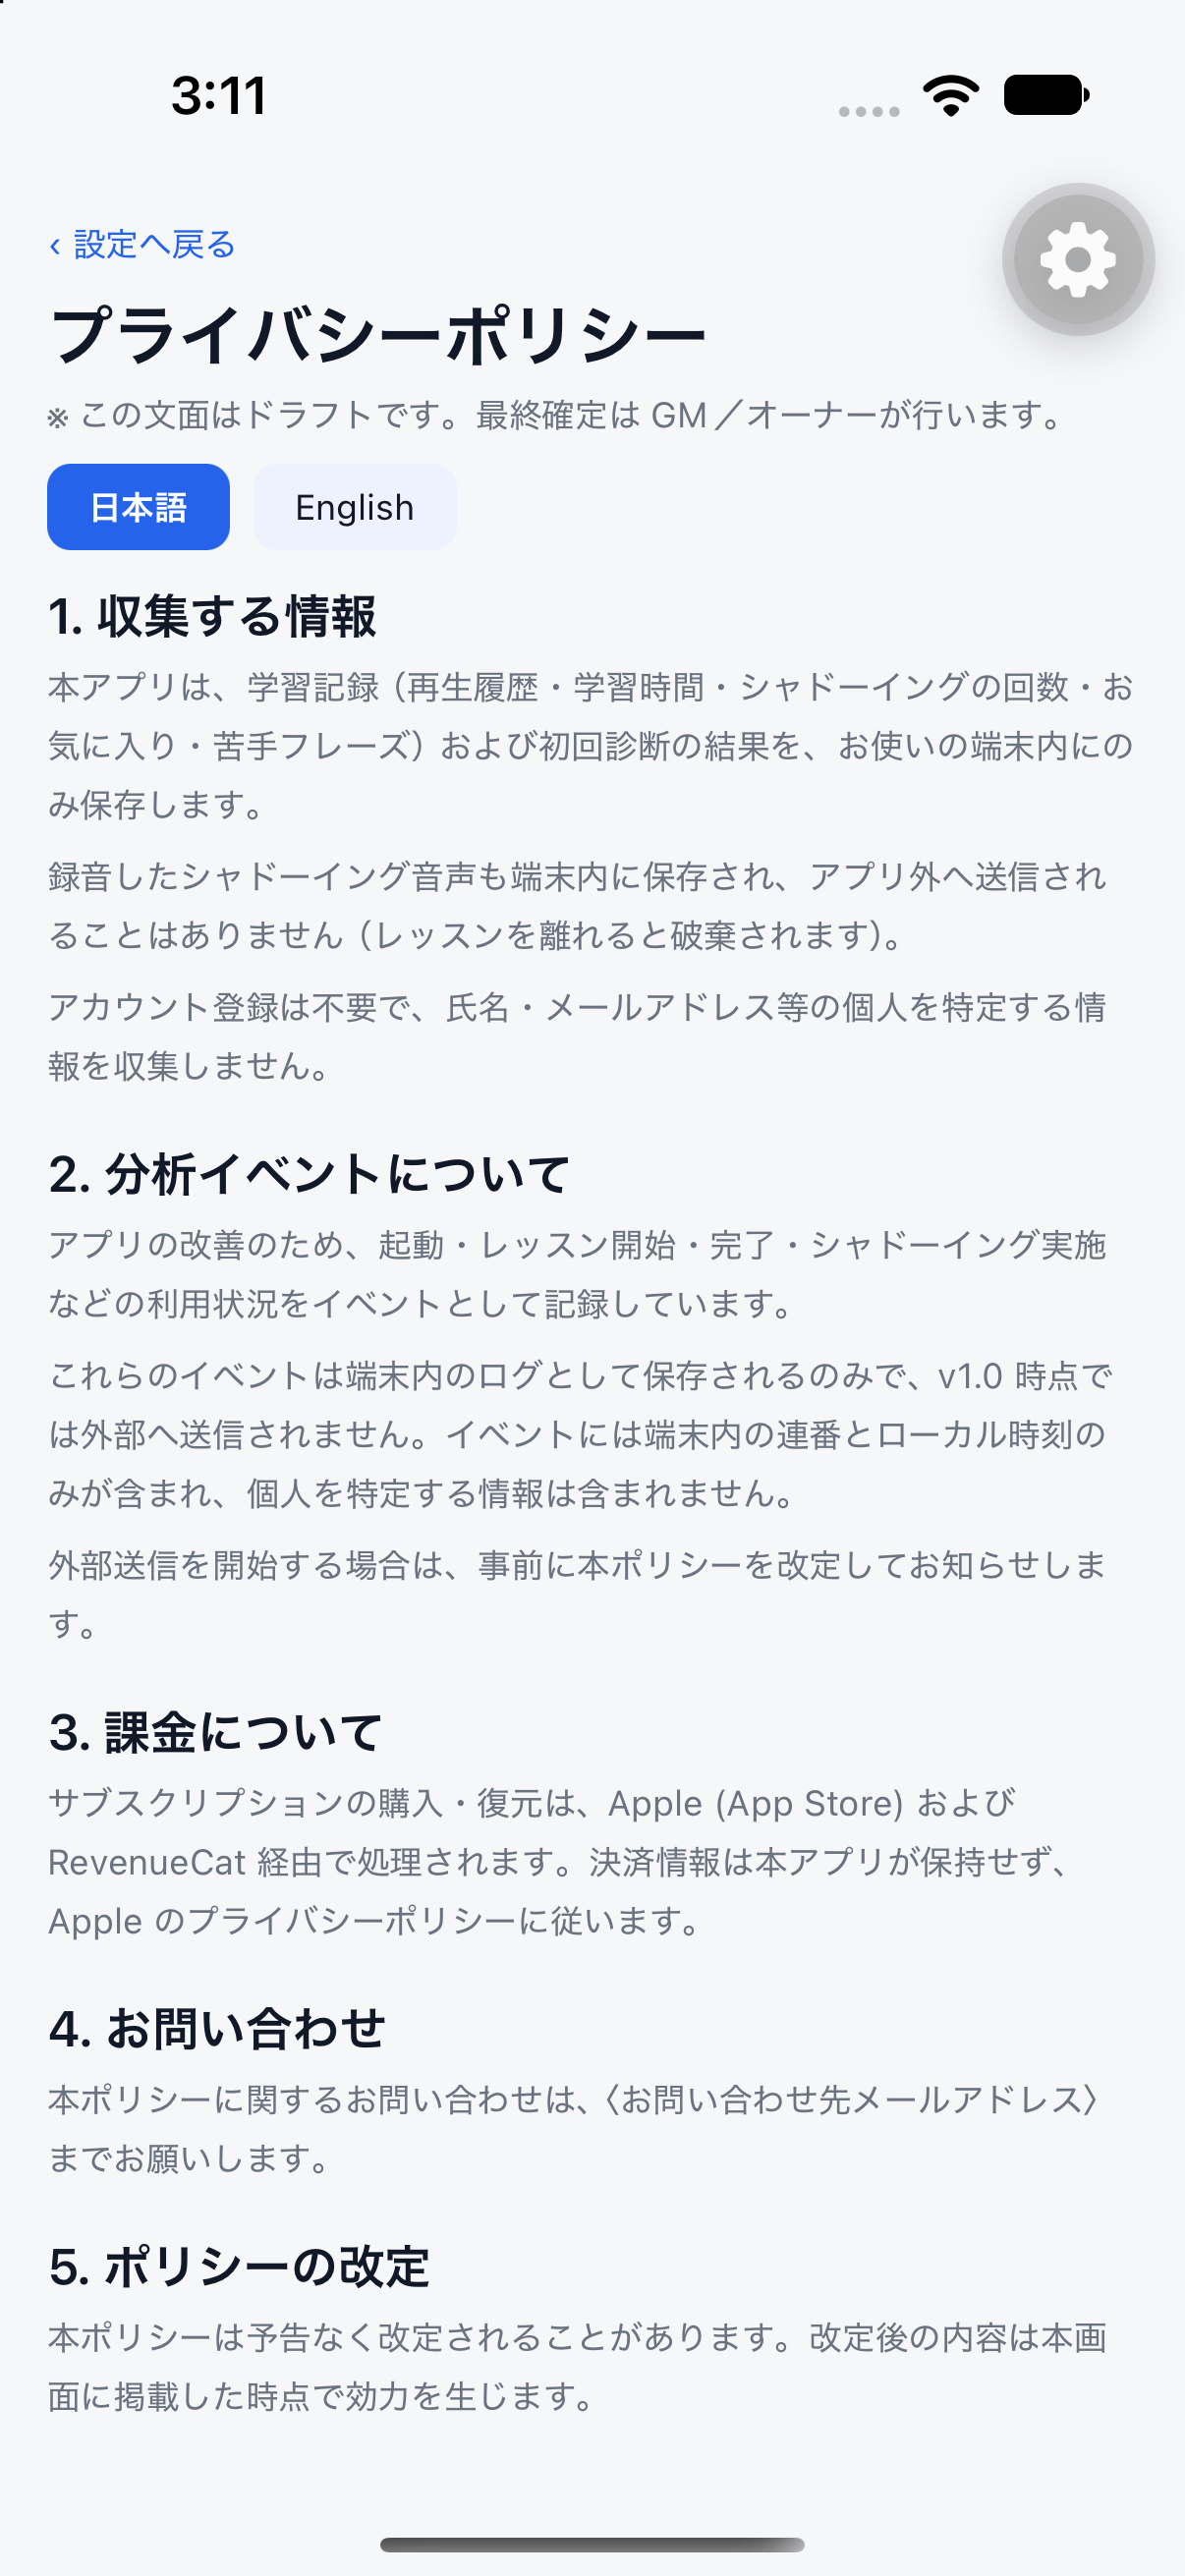 3:11
‹ 設定へ戻る
プライバシーポリシー
※ この文面はドラフトです。最終確定は GM／オーナーが行います。
日本語
English
1. 収集する情報
本アプリは、学習記録（再生履歴・学習時間・シャドーイングの回数・お
気に入り・苦手フレーズ）および初回診断の結果を、お使いの端末内にの
み保存します。
録音したシャドーイング音声も端末内に保存され、アプリ外へ送信され
ることはありません（レッスンを離れると破棄されます）。
アカウント登録は不要で、氏名・メールアドレス等の個人を特定する情
報を収集しません。
2. 分析イベントについて
アプリの改善のため、起動・レッスン開始・完了・シャドーイング実施
などの利用状況をイベントとして記録しています。
これらのイベントは端末内のログとして保存されるのみで、v1.0 時点で
は外部へ送信されません。イベントには端末内の連番とローカル時刻の
みが含まれ、個人を特定する情報は含まれません。
外部送信を開始する場合は、事前に本ポリシーを改定してお知らせしま
す。
3. 課金について
サブスクリプションの購入・復元は、Apple (App Store) および
RevenueCat 経由で処理されます。決済情報は本アプリが保持せず、
Apple のプライバシーポリシーに従います。
4. お問い合わせ
本ポリシーに関するお問い合わせは、〈お問い合わせ先メールアドレス〉
までお願いします。
5. ポリシーの改定
本ポリシーは予告なく改定されることがあります。改定後の内容は本画
面に掲載した時点で効力を生じます。